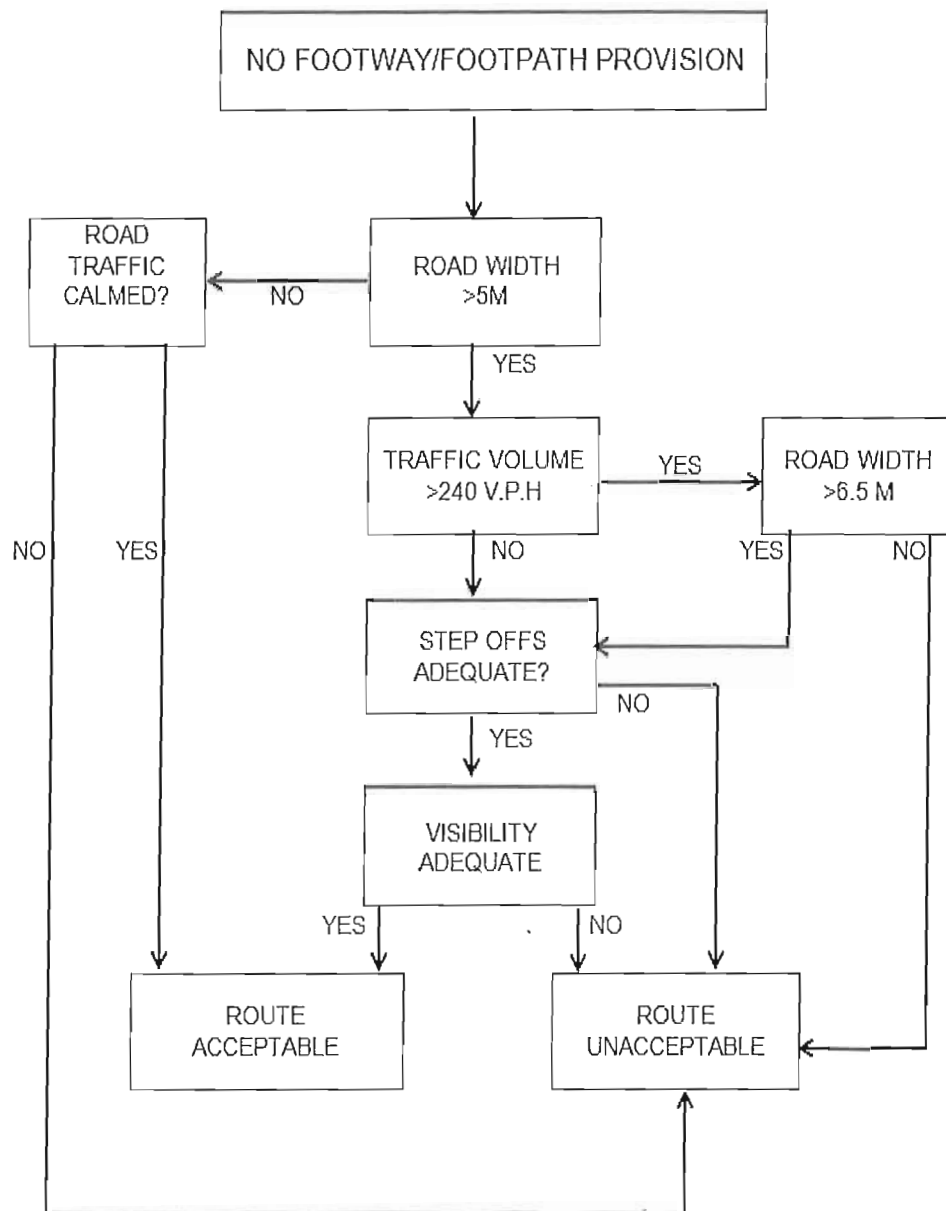 NO FOOTWAY/FOOTPATH PROVISION
ROAD
TRAFFIC
CALMED?
NO
ROAD WIDTH
>5M
YES
TRAFFIC VOLUME
>240 V.P.H
YES
ROAD WIDTH
>6.5 M
NO
YES
NO
YES
NO
STEP OFFS
ADEQUATE?
NO
YES
VISIBILITY
ADEQUATE
YES
NO
ROUTE
ACCEPTABLE
ROUTE
UNACCEPTABLE